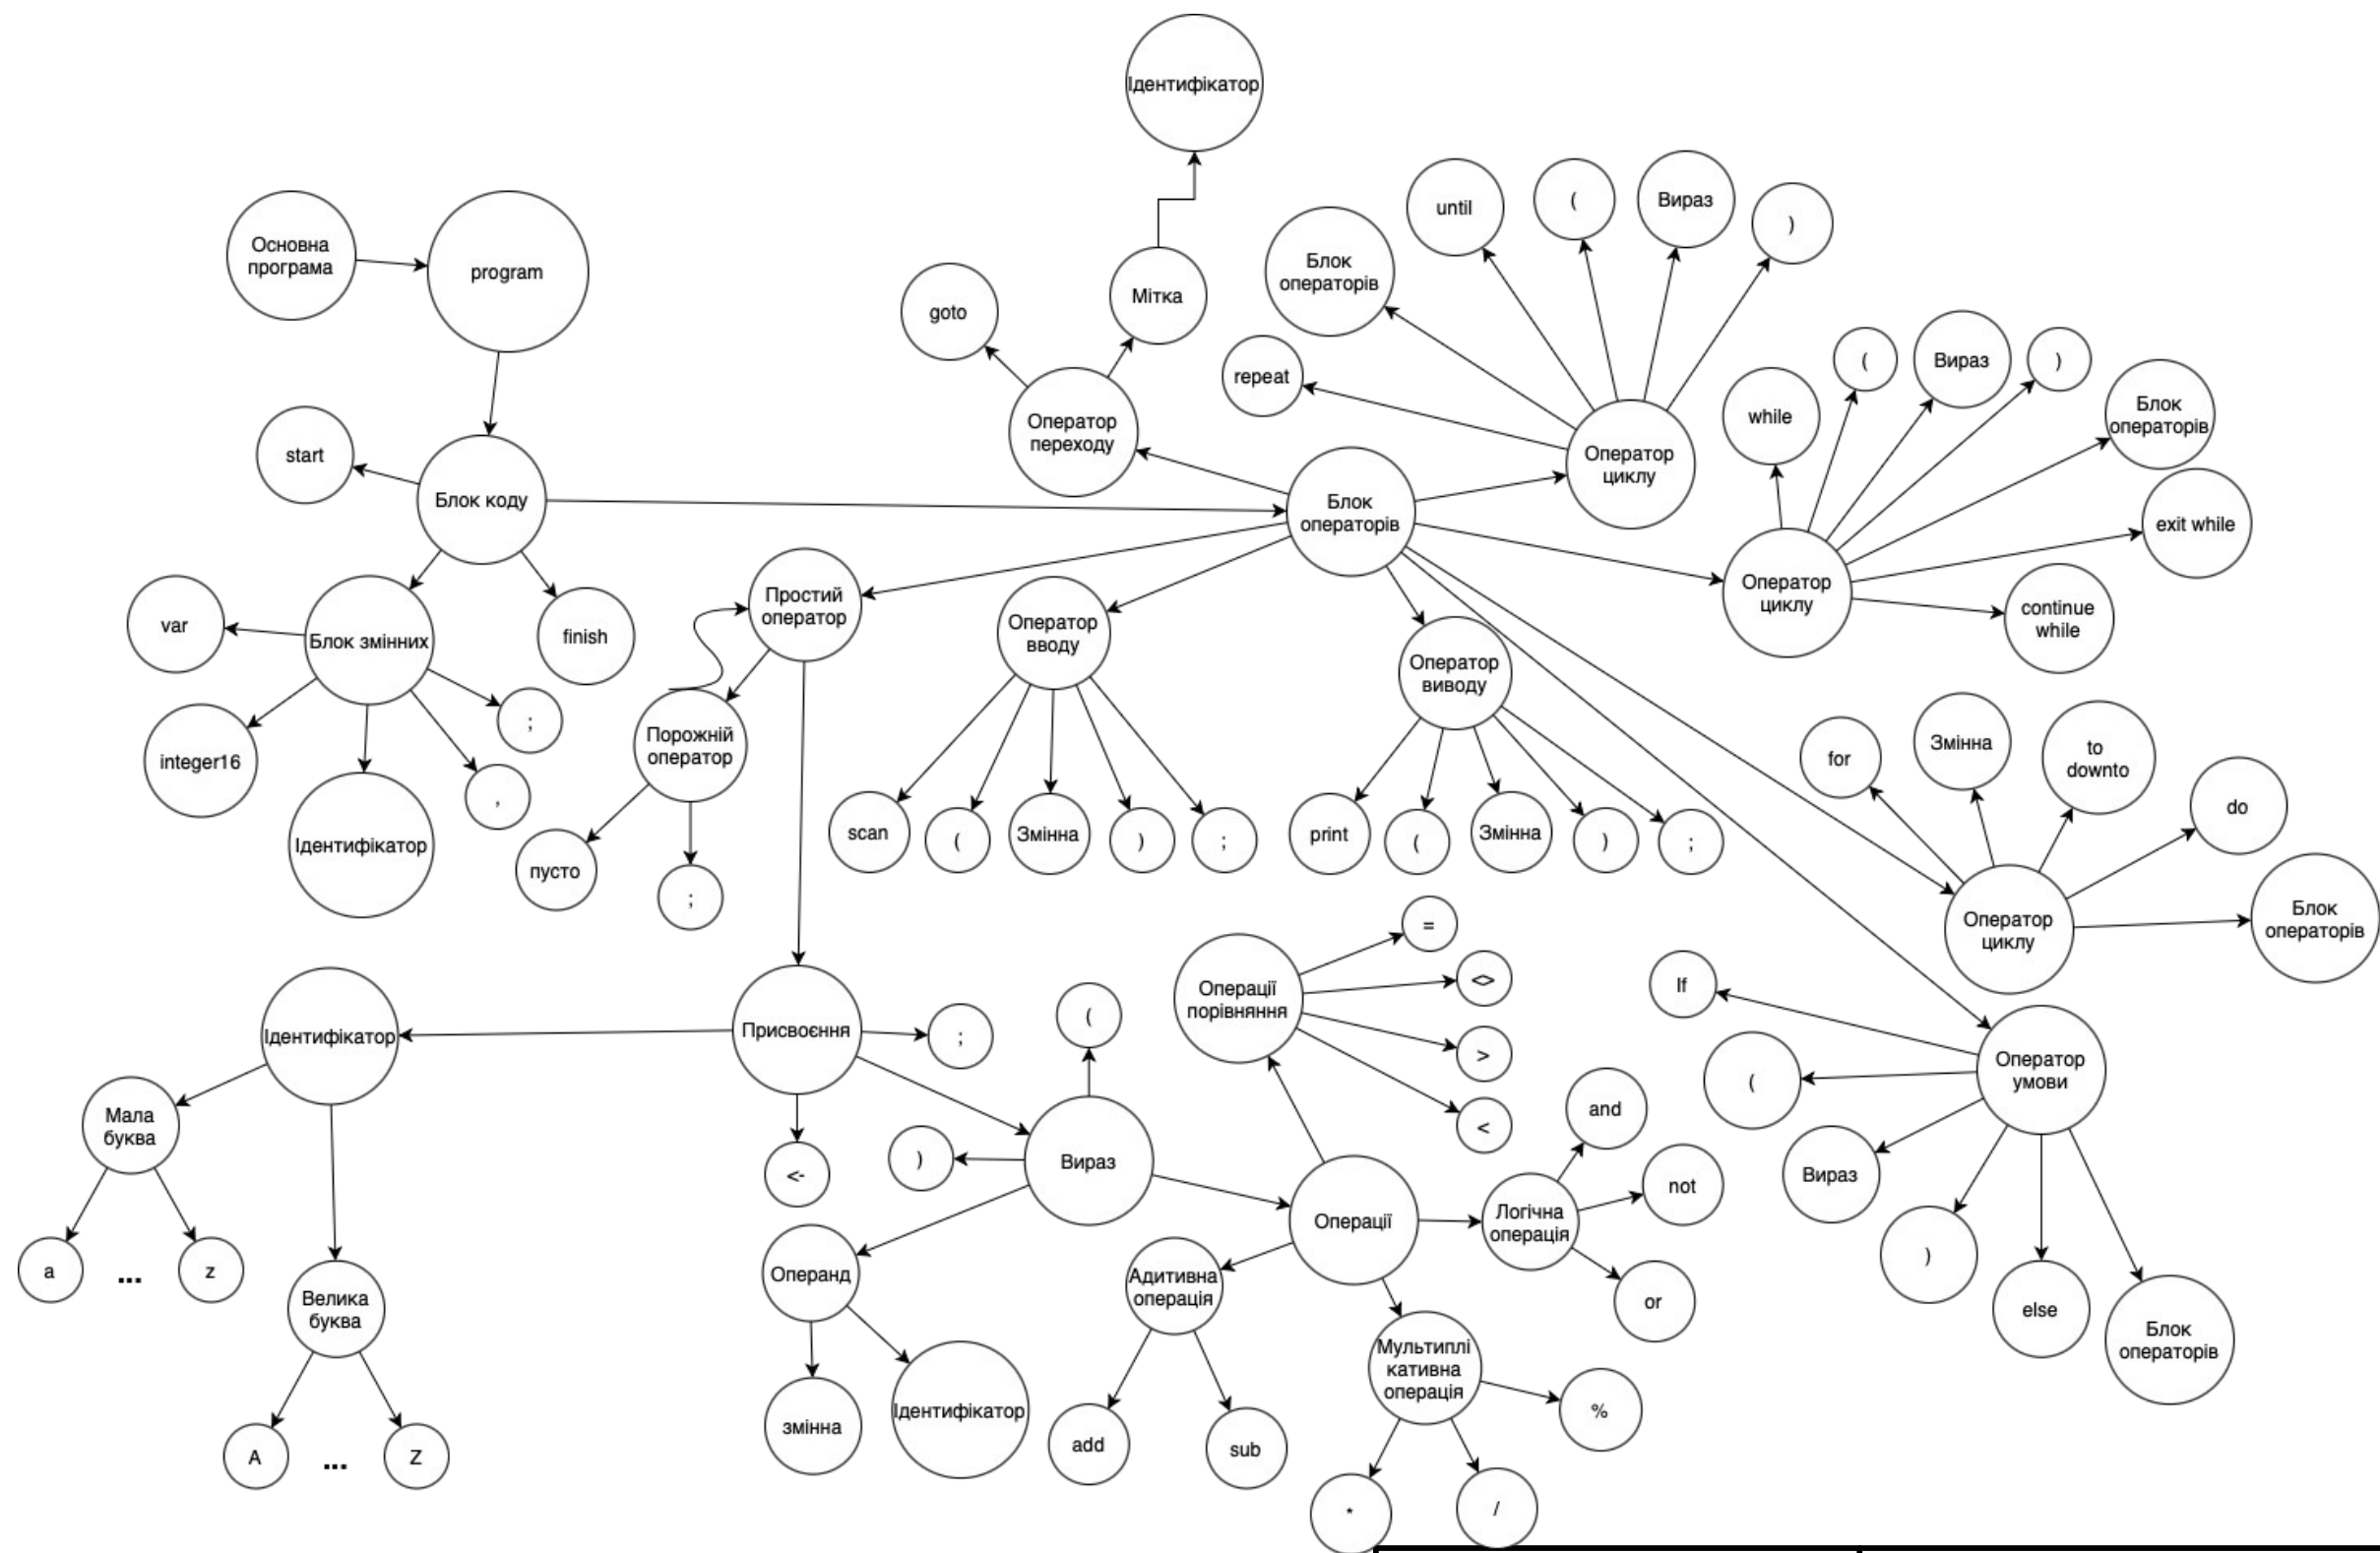 Ідентифікатор
Основна
програма
program
goto
Мітка
Блок
операторів
until
(
Вираз
)
repeat
Оператор
переходу
Оператор
циклу
while
(
Вираз
)
Блок
операторів
exit while
continue
while
Оператор
циклу
start
Блок коду
Блок
операторів
var
Блок змінних
finish
integer16
Ідентифікатор
,
;
Простий
оператор
Порожній
оператор
пусто
;
Оператор
вводу
scan
(
Змінна
)
;
Оператор
виводу
print
(
Змінна
)
;
for
Змінна
to
downto
do
Оператор
циклу
Блок
операторів
Ідентифікатор
Присвоєння
;
<-
Мала
буква
a
...
z
Велика
буква
A
...
Z
(
)
Вираз
Операнд
змінна
Ідентифікатор
Операції
порівняння
=
<>
>
<
Операції
Логічна
операція
and
not
or
Адитивна
операція
add
sub
Мультиплі
кативна
операція
%
*
/
If
(
Вираз
)
else
Оператор
умови
Блок
операторів